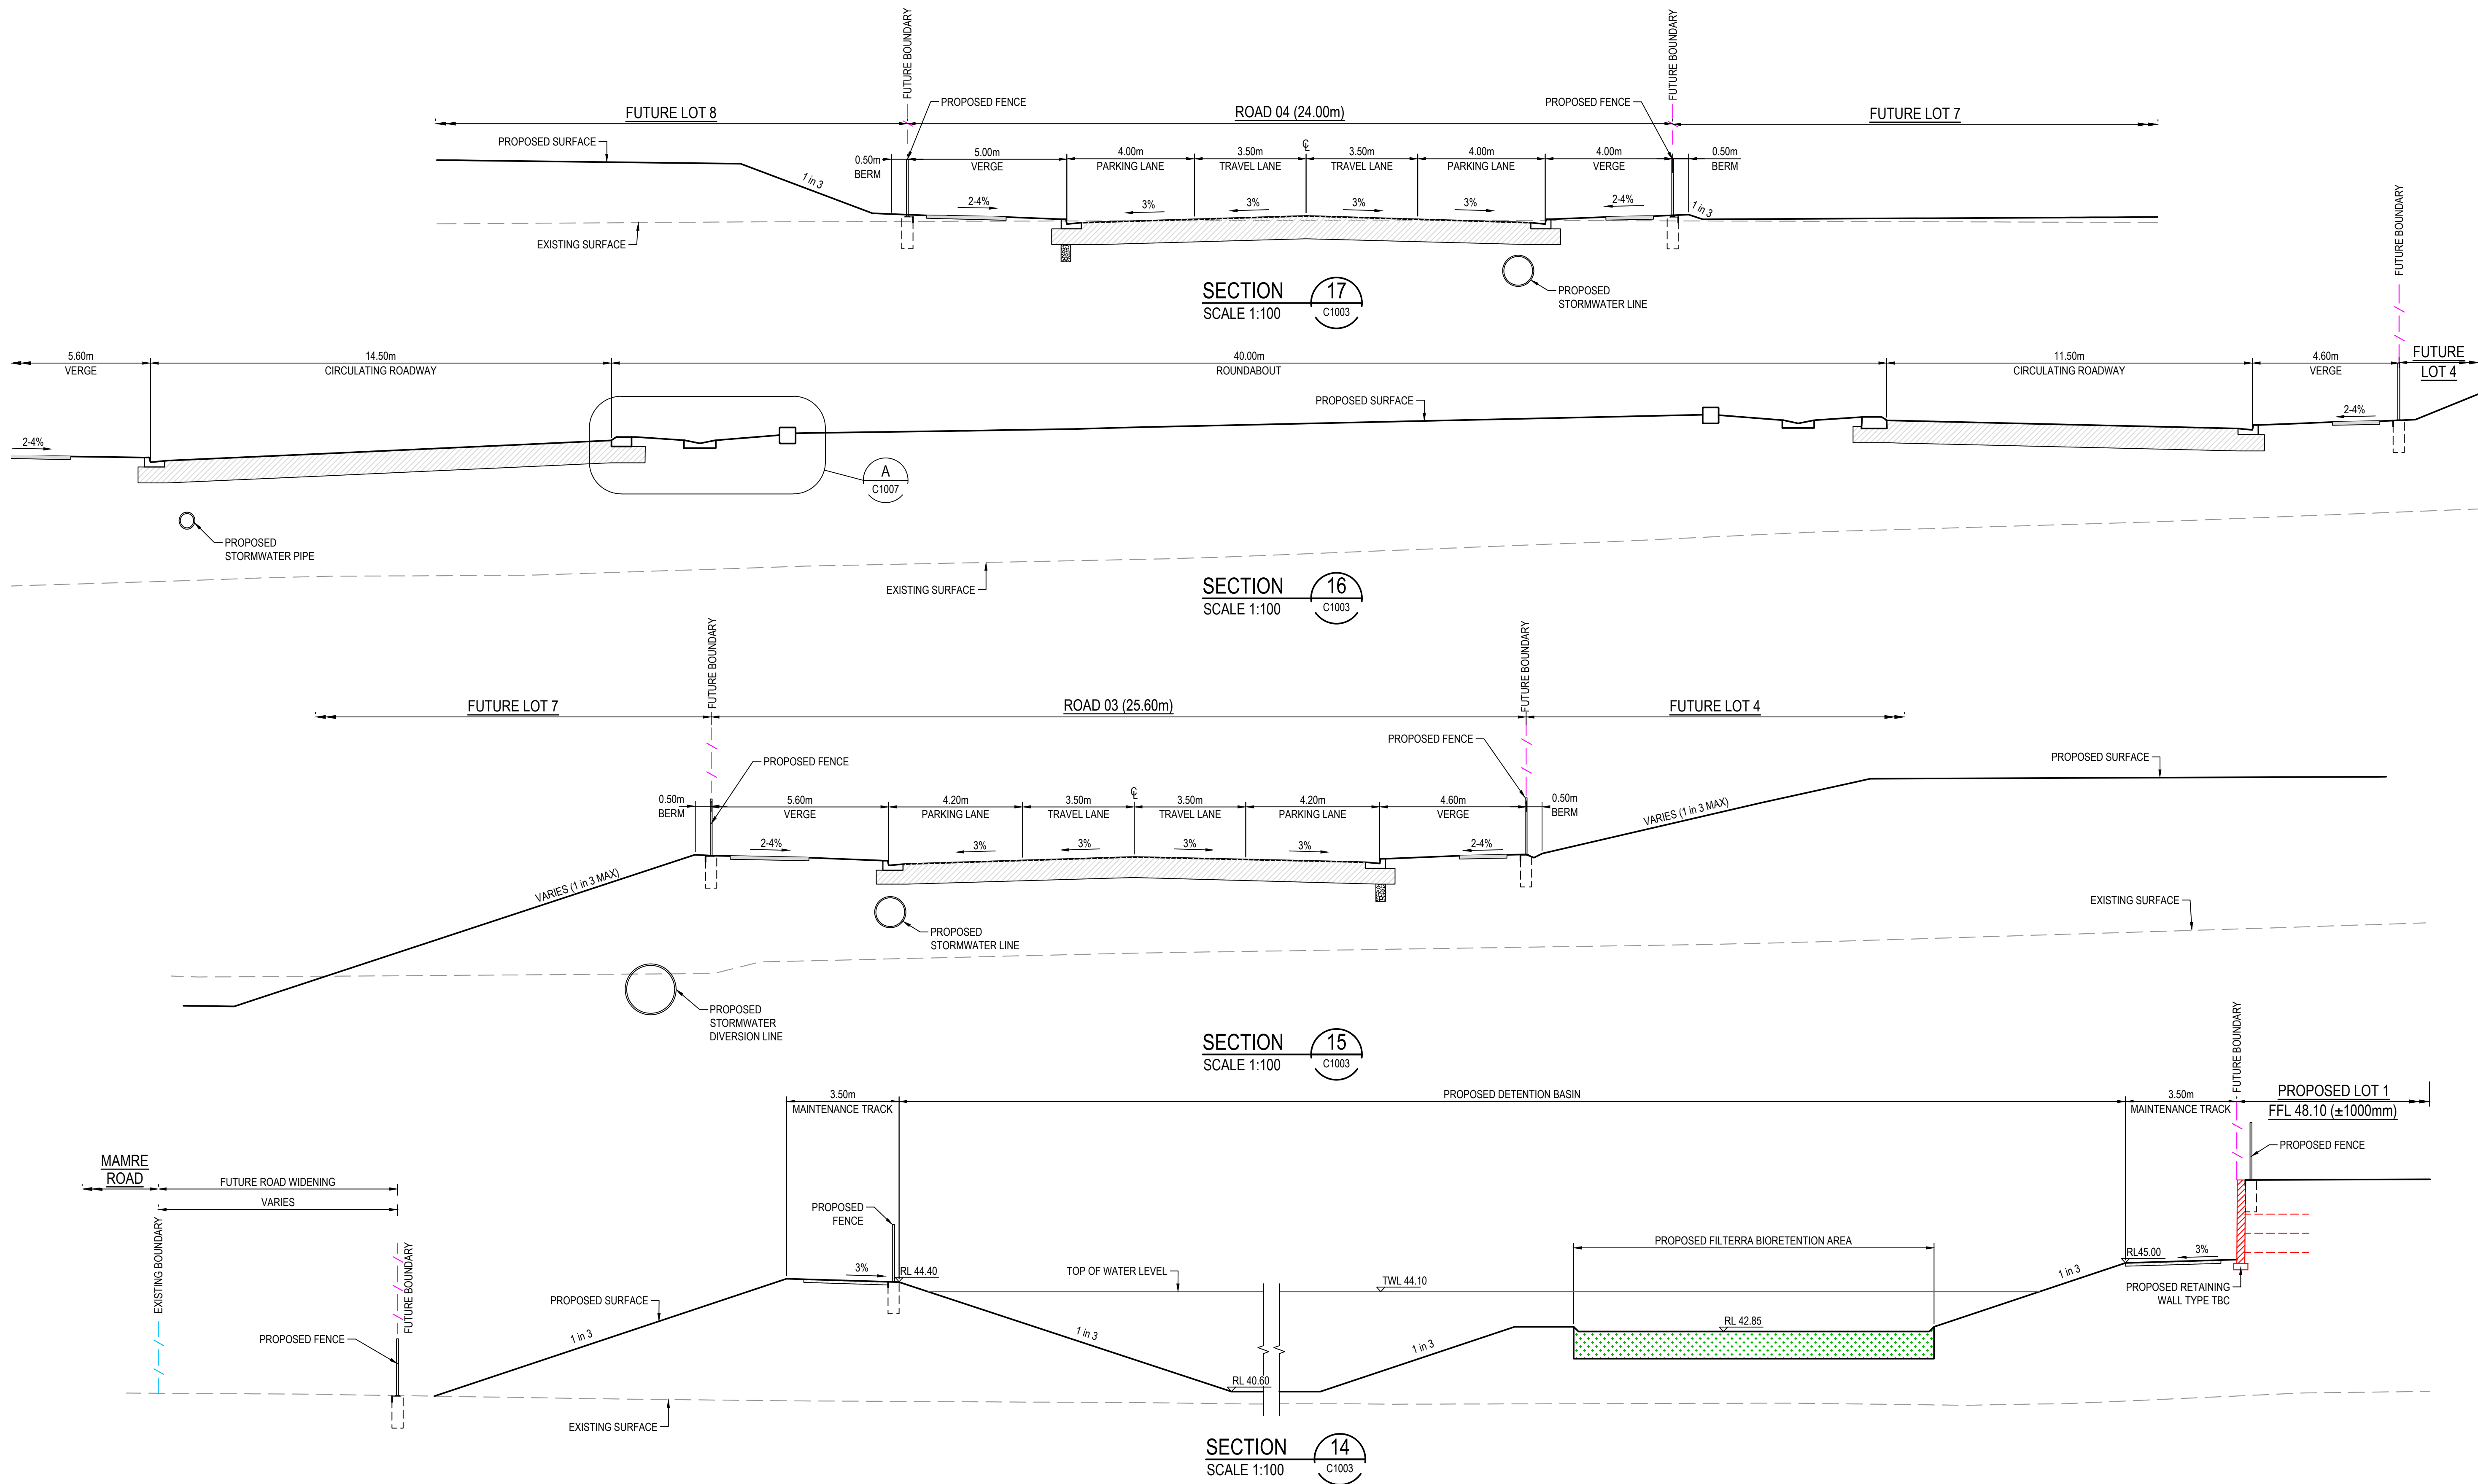 FUTURE BOUNDARY
FUTURE BOUNDARY
PROPOSED FENCE
PROPOSED FENCE
FUTURE LOT 8
ROAD 04 (24.00m)
FUTURE LOT 7
PROPOSED SURFACE
℄
0.50m
BERM
5.00m
VERGE
4.00m
PARKING LANE
3.50m
TRAVEL LANE
3.50m
TRAVEL LANE
4.00m
PARKING LANE
4.00m
VERGE
0.50m
BERM
1 in 3
2-4%
3%
3%
3%
3%
2-4%
1 in 3
EXISTING SURFACE
PROPOSED
STORMWATER LINE
SECTION
SCALE 1:100
17
C1003
FUTURE BOUNDARY
5.60m
VERGE
14.50m
CIRCULATING ROADWAY
40.00m
ROUNDABOUT
11.50m
CIRCULATING ROADWAY
4.60m
VERGE
FUTURE
LOT 4
PROPOSED SURFACE
2-4%
2-4%
A
C1007
PROPOSED
STORMWATER PIPE
EXISTING SURFACE
SECTION
SCALE 1:100
16
C1003
FUTURE BOUNDARY
FUTURE BOUNDARY
FUTURE LOT 7
ROAD 03 (25.60m)
FUTURE LOT 4
PROPOSED FENCE
PROPOSED FENCE
PROPOSED SURFACE
℄
0.50m
BERM
5.60m
VERGE
4.20m
PARKING LANE
3.50m
TRAVEL LANE
3.50m
TRAVEL LANE
4.20m
PARKING LANE
4.60m
VERGE
0.50m
BERM
VARIES (1 in 3 MAX)
2-4%
3%
3%
3%
3%
2-4%
VARIES (1 in 3 MAX)
EXISTING SURFACE
PROPOSED
STORMWATER LINE
PROPOSED
STORMWATER
DIVERSION LINE
SECTION
SCALE 1:100
15
C1003
FUTURE BOUNDARY
3.50m
MAINTENANCE TRACK
PROPOSED DETENTION BASIN
3.50m
MAINTENANCE TRACK
PROPOSED LOT 1
FFL 48.10 (±1000mm)
PROPOSED FENCE
MAMRE
ROAD
FUTURE ROAD WIDENING
VARIES
EXISTING BOUNDARY
FUTURE BOUNDARY
PROPOSED
FENCE
PROPOSED FILTERRA BIORETENTION AREA
3%
RL 44.40
TOP OF WATER LEVEL
TWL 44.10
RL45.00
3%
PROPOSED SURFACE
1 in 3
PROPOSED RETAINING
WALL TYPE TBC
PROPOSED FENCE
1 in 3
1 in 3
1 in 3
RL 42.85
RL 40.60
EXISTING SURFACE
SECTION
SCALE 1:100
14
C1003